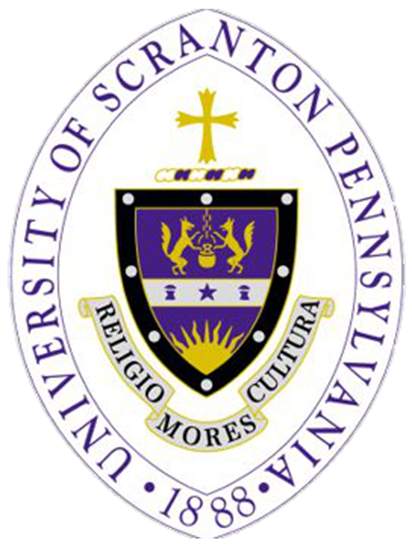 UNIVERSITY OF SCRANTON PENNSYLVANIA
• 1888 •
RELIGIO
MORES
CULTURA